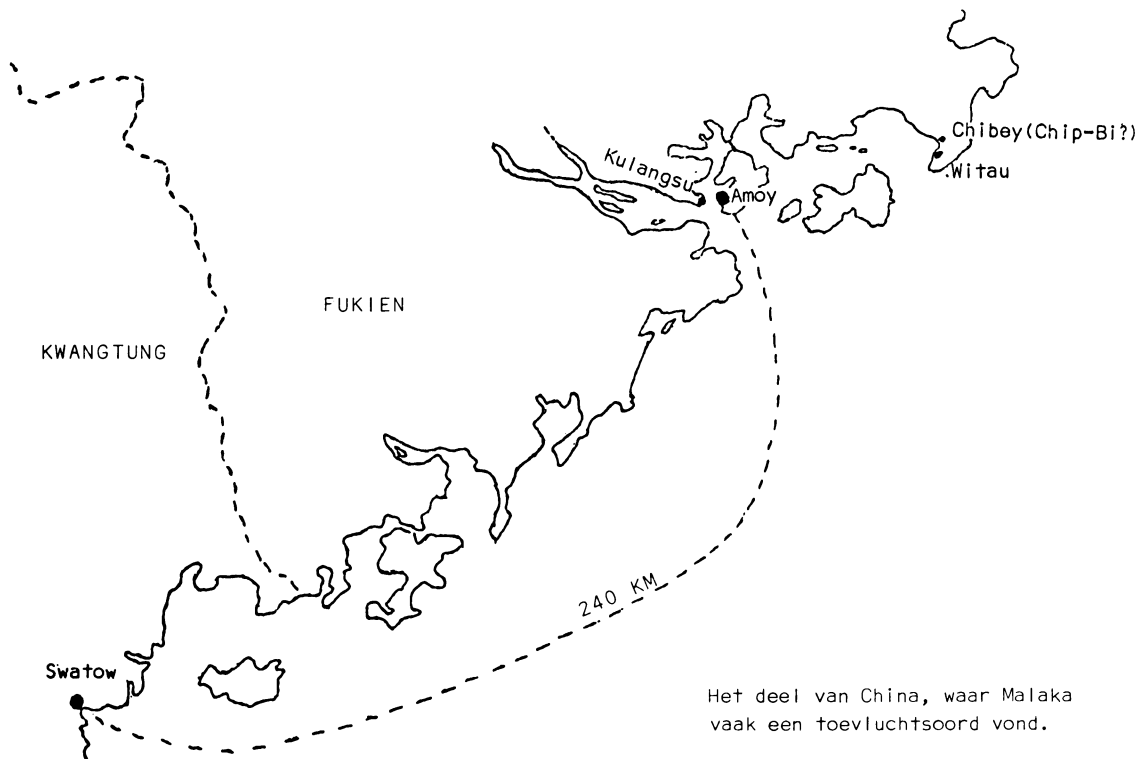 Chibey(Chip-Bi?)
Witau
Kulangsu
Amoy
FUKIEN
KWANGTUNG
240 KM
Swatow
Het deel van China, waar Malaka
vaak een toevluchtsoord vond.